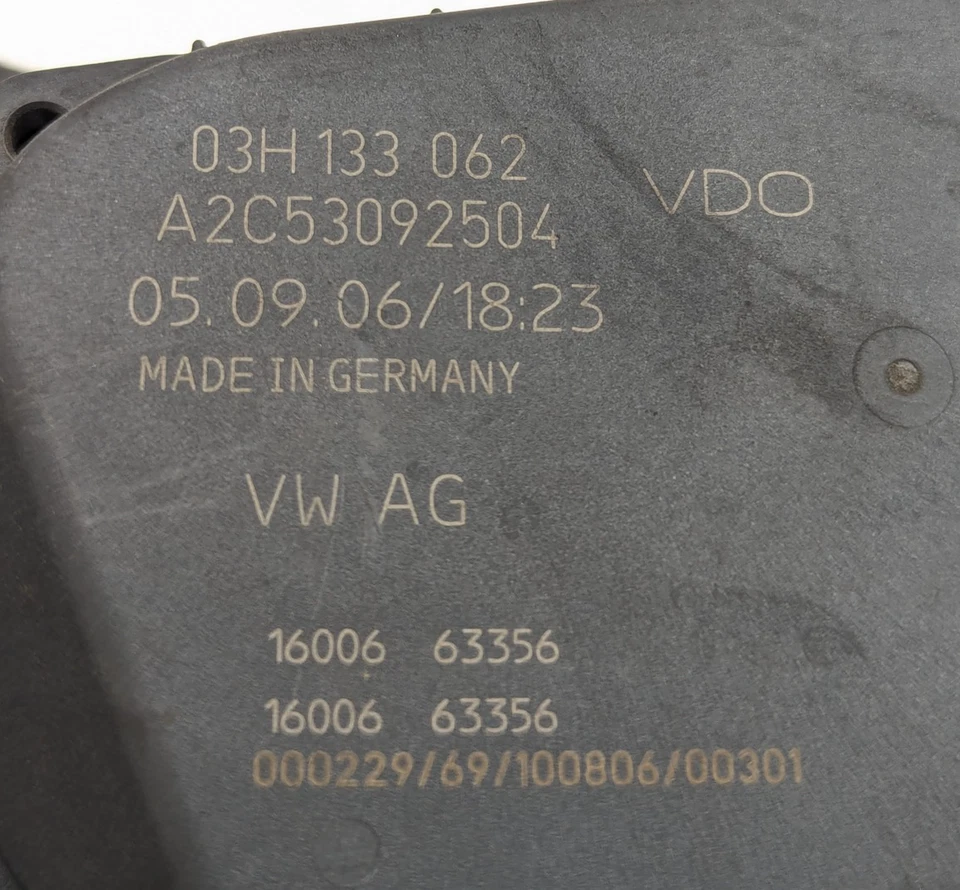 03H 133 062
VDO
A2C53092504
05.09.06/18:23
MADE IN GERMANY
VW AG
16006 63356
16006 63356
000229/69/100806/00301